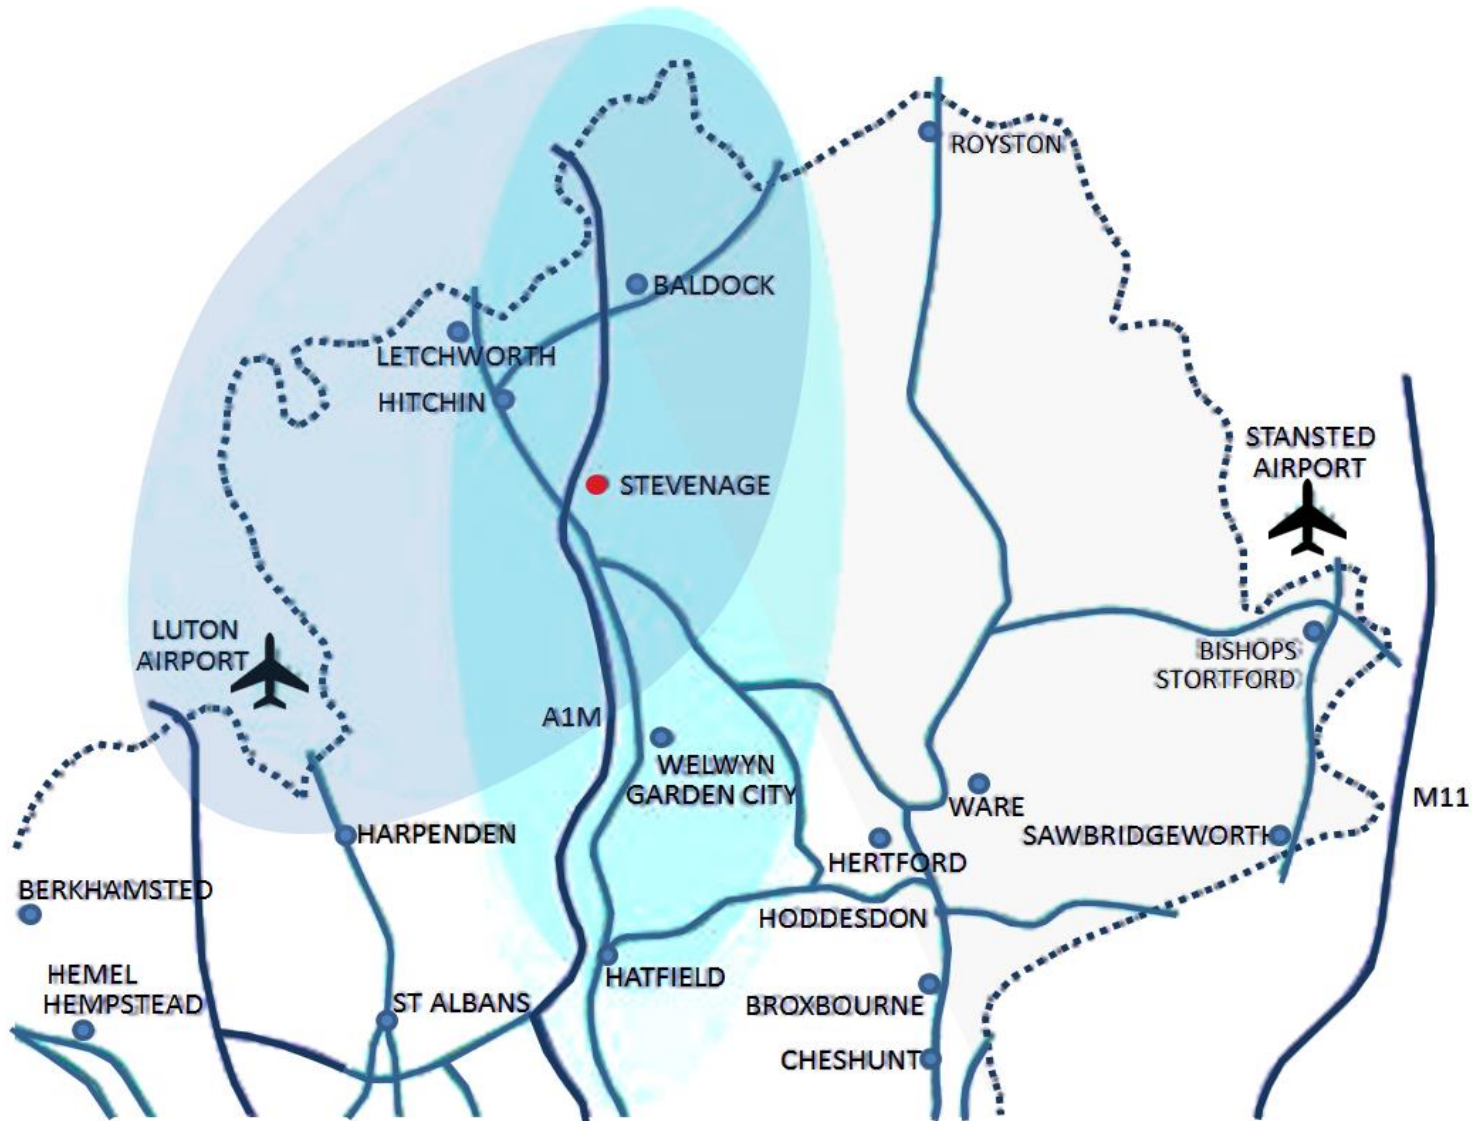 ROYSTON
BALDOCK
LETCHWORTH
HITCHIN
STANSTED
AIRPORT
STEVENAGE
LUTON
AIRPORT
BISHOPS
STORTFORD
A1M
WELWYN
GARDEN CITY
WARE
M11
HARPENDEN
SAWBRIDGEWORTH
HERTFORD
BERKHAMSTED
HODDESDON
HEMEL
HEMPSTEAD
HATFIELD
ST ALBANS
BROXBOURNE
CHESHUNT